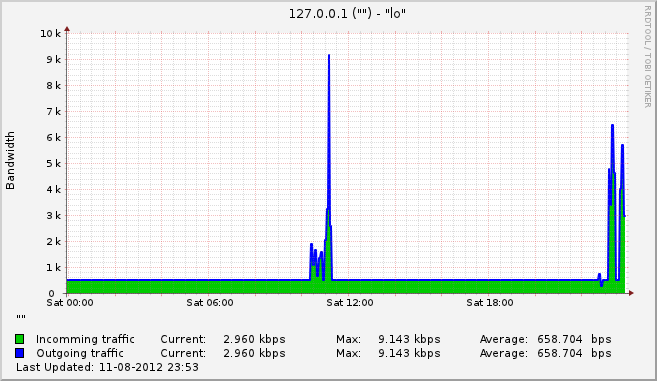 127.0.0.1 ("") - "lo"
RRDTOOL / TOBI OETIKER
Bandwidth
10 k
9 k
8 k
7 k
6 k
5 k
4 k
3 k
2 k
1 k
0
Sat 00:00 Sat 06:00 Sat 12:00 Sat 18:00
""
Incomming traffic Current: 2.960 kbps Max: 9.143 kbps Average: 658.704 bps
Outgoing traffic Current: 2.960 kbps Max: 9.143 kbps Average: 658.704 bps
Last Updated: 11-08-2012 23:53